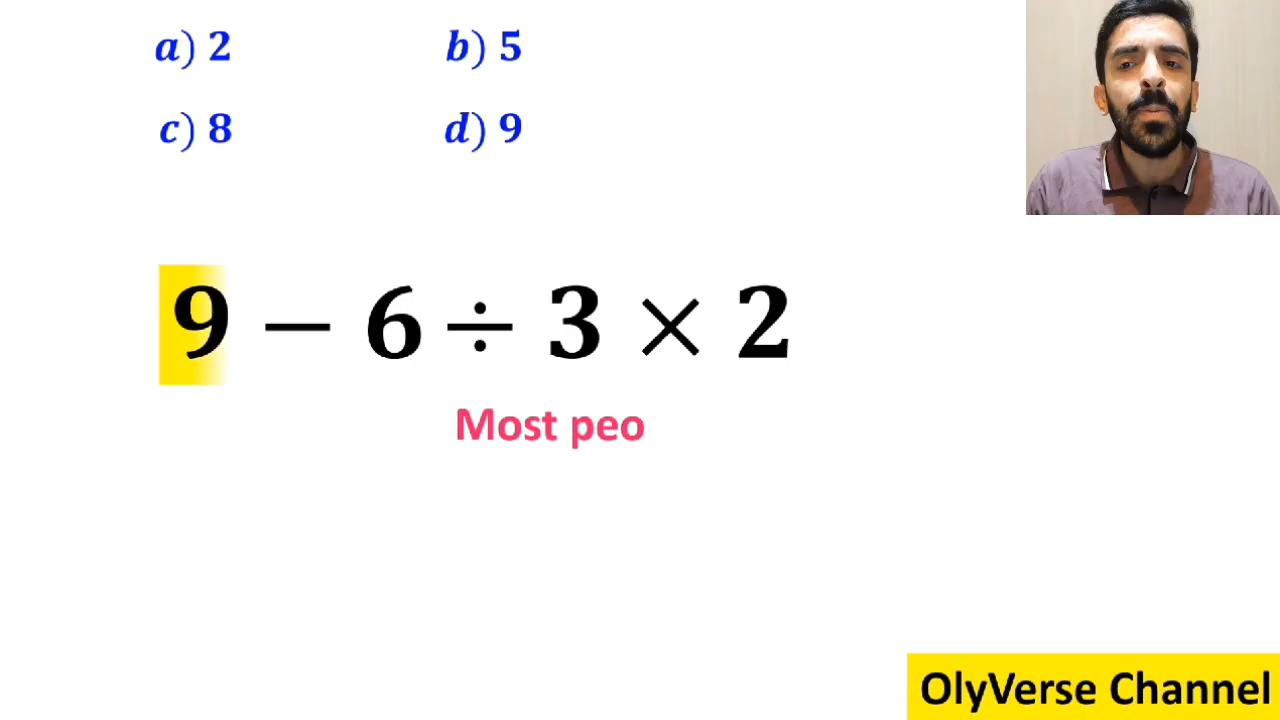 a) 2 b) 5
c) 8 d) 9
9 − 6 ÷ 3 × 2
Most peo
OlyVerse Channel